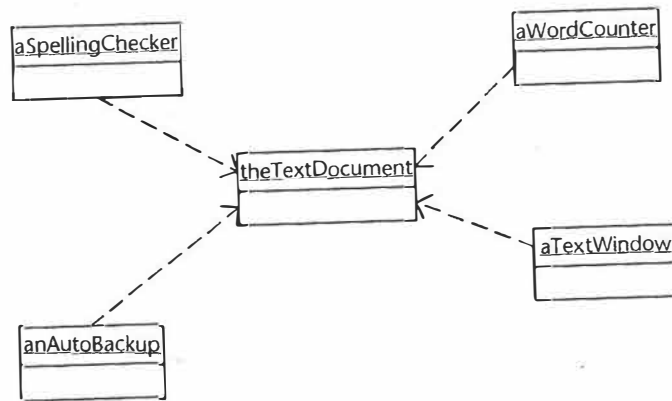 aSpellingChecker
aWordCounter
theTextDocument
aTextWindow
anAutoBackup